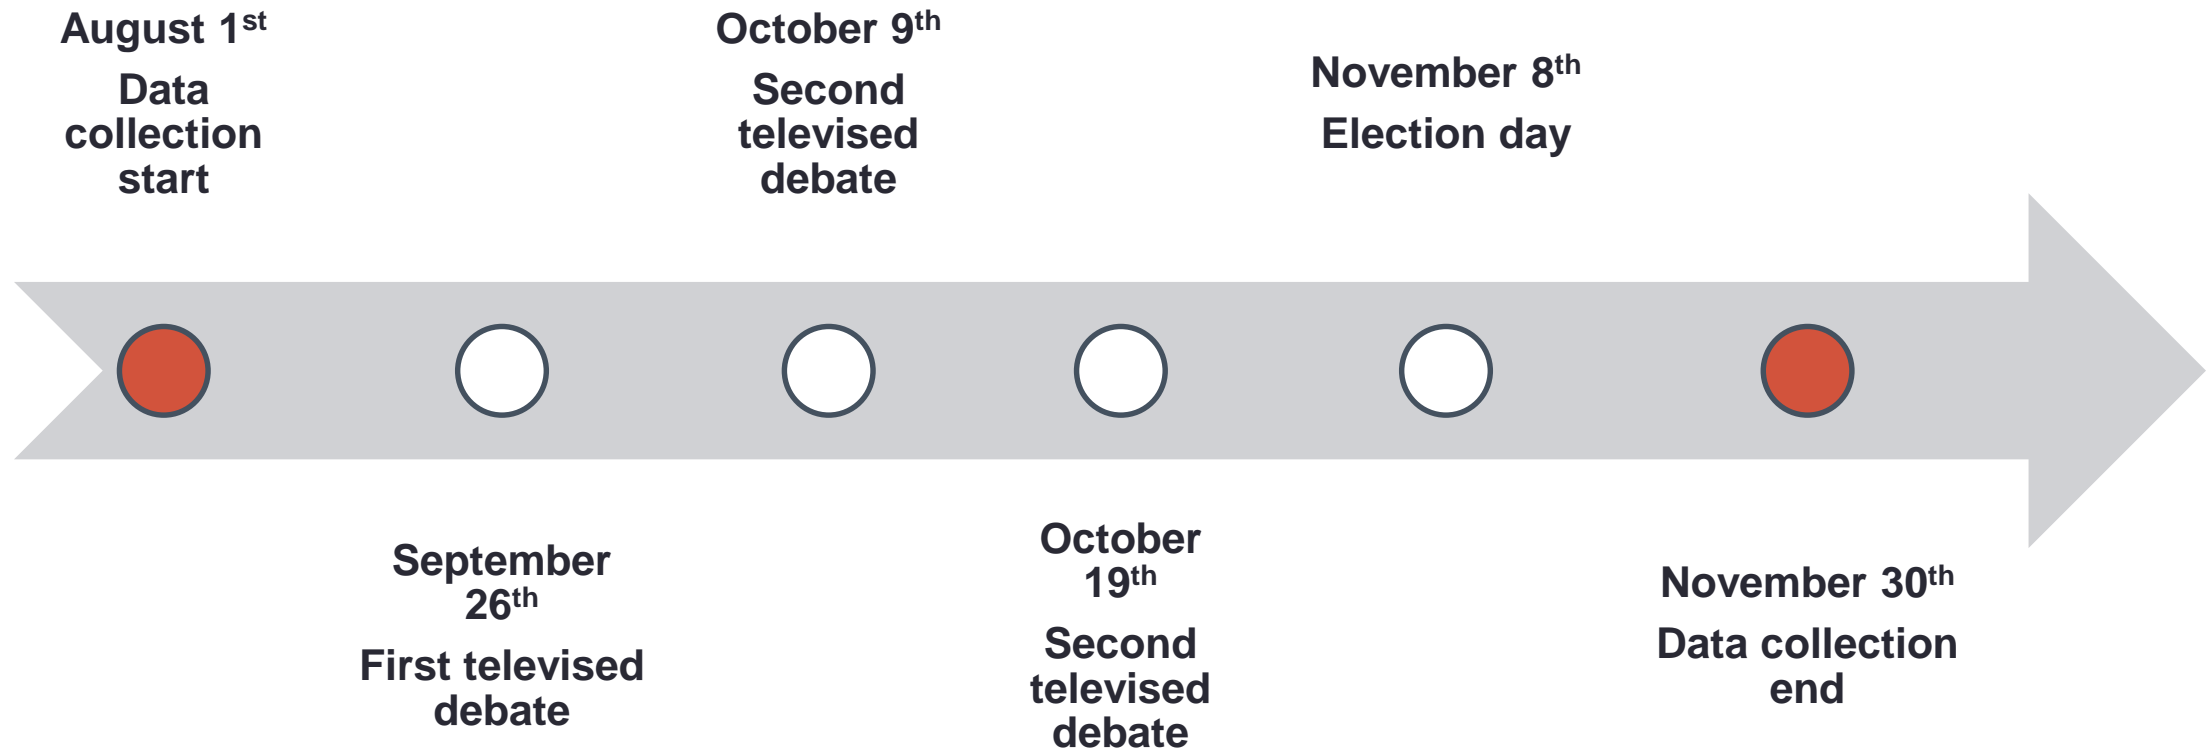 August 1st
Data
collection
start
September
26th
First televised
debate
October 9th
Second
televised
debate
October
19th
Second
televised
debate
November 8th
Election day
November 30th
Data collection
end